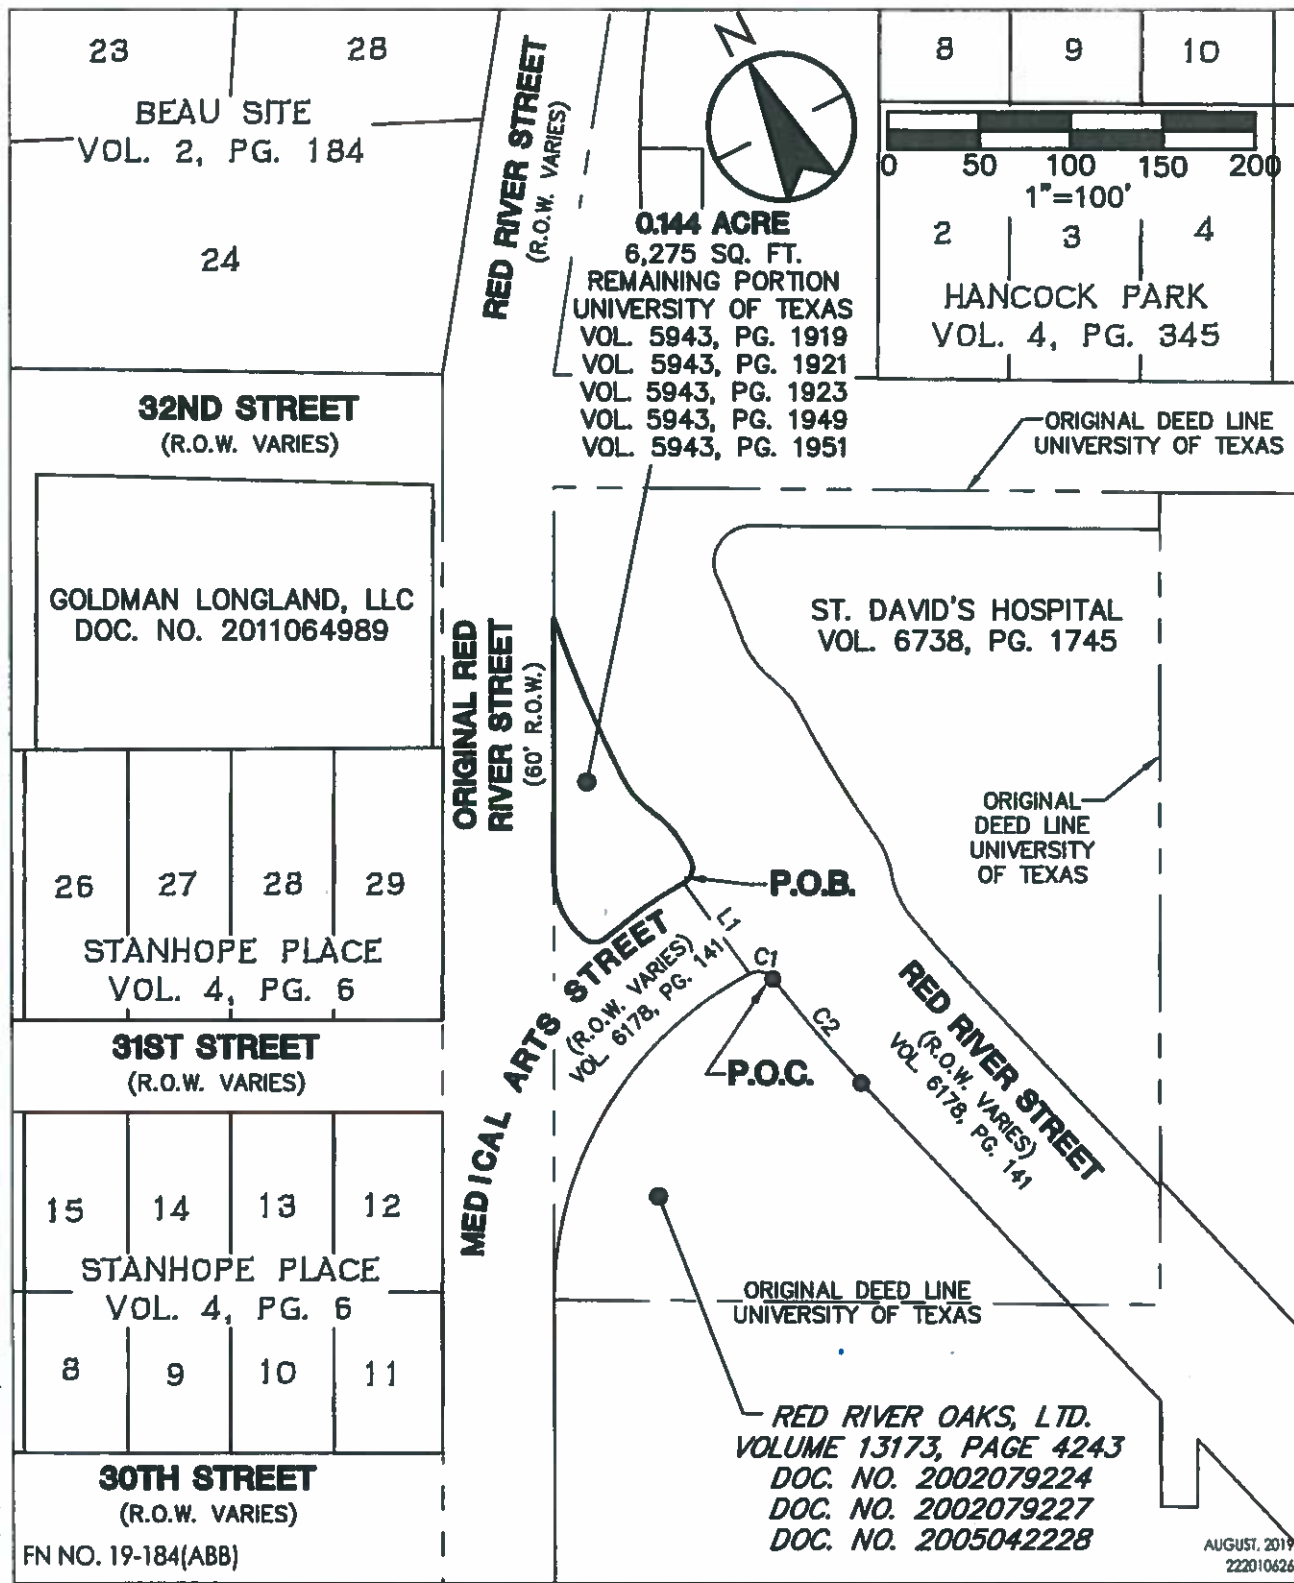 23
28
BEAU SITE
VOL. 2, PG. 184
24
RED RIVER STREET
(R.O.W. VARIES)
N
8
9
10
0
50
100
150
200
1"=100'
2
3
4
HANCOCK PARK
VOL. 4, PG. 345
0.144 ACRE
6,275 SQ. FT.
REMAINING PORTION
UNIVERSITY OF TEXAS
VOL. 5943, PG. 1919
VOL. 5943, PG. 1921
VOL. 5943, PG. 1923
VOL. 5943, PG. 1949
VOL. 5943, PG. 1951
32ND STREET
(R.O.W. VARIES)
ORIGINAL DEED LINE
UNIVERSITY OF TEXAS
GOLDMAN LONGLAND, LLC
DOC. NO. 2011064989
ORIGINAL RED
RIVER STREET
(60' R.O.W.)
ST. DAVID'S HOSPITAL
VOL. 6738, PG. 1745
ORIGINAL
DEED LINE
UNIVERSITY
OF TEXAS
26
27
28
29
STANHOPE PLACE
VOL. 4, PG. 6
P.O.B.
L1
C1
C2
P.O.C.
MEDICAL ARTS STREET
(R.O.W. VARIES)
VOL. 6178, PG. 141
RED RIVER STREET
(R.O.W. VARIES)
VOL. 6178, PG. 141
31ST STREET
(R.O.W. VARIES)
15
14
13
12
STANHOPE PLACE
VOL. 4, PG. 6
8
9
10
11
ORIGINAL DEED LINE
UNIVERSITY OF TEXAS
RED RIVER OAKS, LTD.
VOLUME 13173, PAGE 4243
DOC. NO. 2002079224
DOC. NO. 2002079227
DOC. NO. 2005042228
30TH STREET
(R.O.W. VARIES)
FN NO. 19-184(ABB)
AUGUST, 2019
222010626